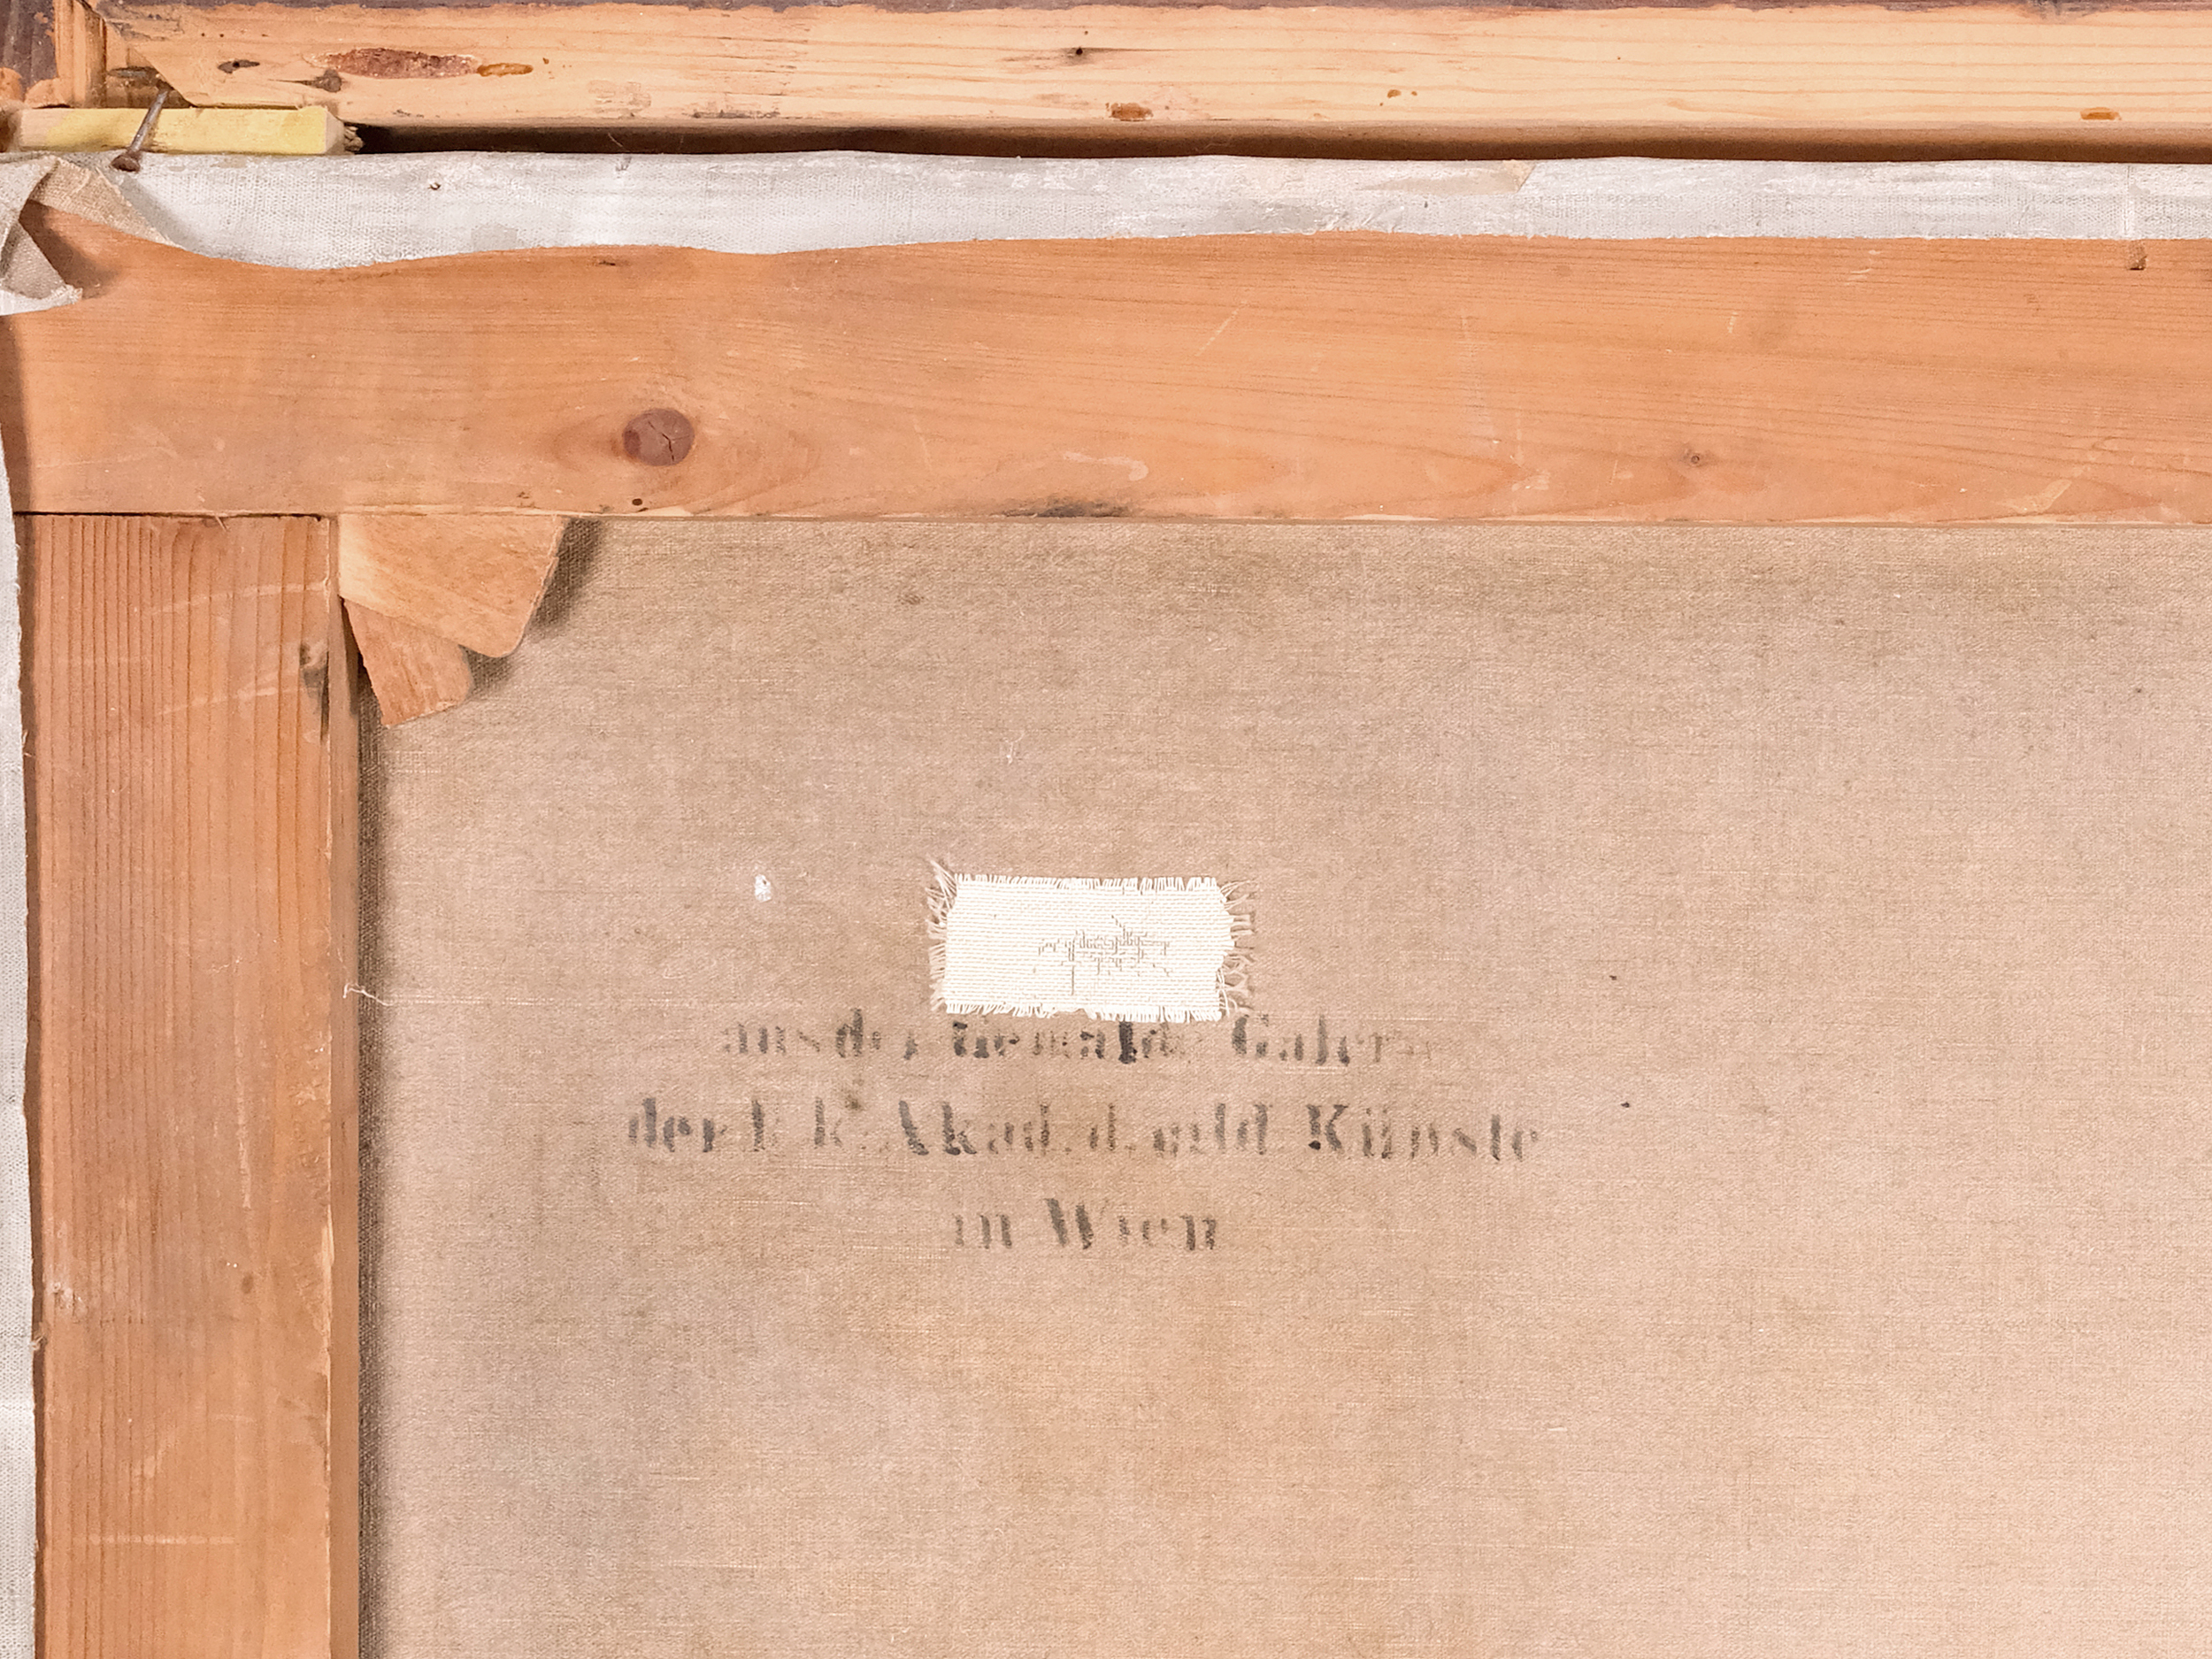 aus der Gemälde Galerie
der k. k. Akad. d. bild. Künste
in Wien